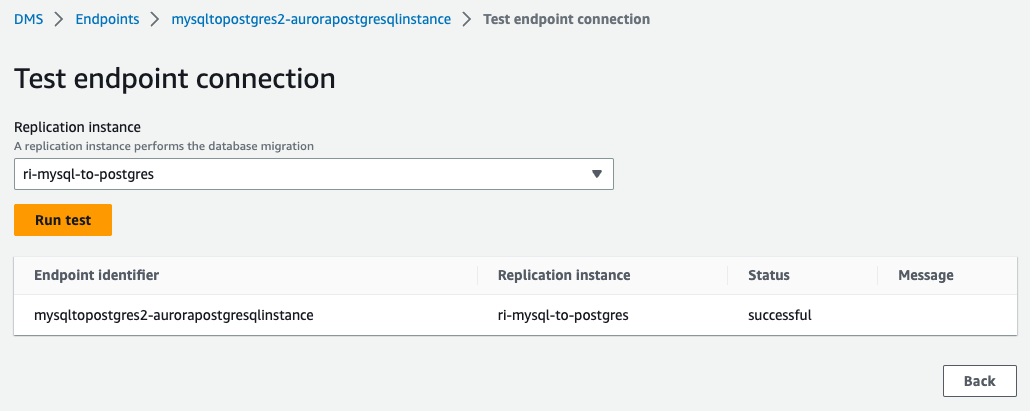 DMS > Endpoints > mysqltopostgres2-aurorapostgresqlinstance > Test endpoint connection
Test endpoint connection
Replication instance
A replication instance performs the database migration
ri-mysql-to-postgres
Run test
Endpoint identifier Replication instance Status Message
mysqltopostgres2-aurorapostgresqlinstance ri-mysql-to-postgres successful
Back